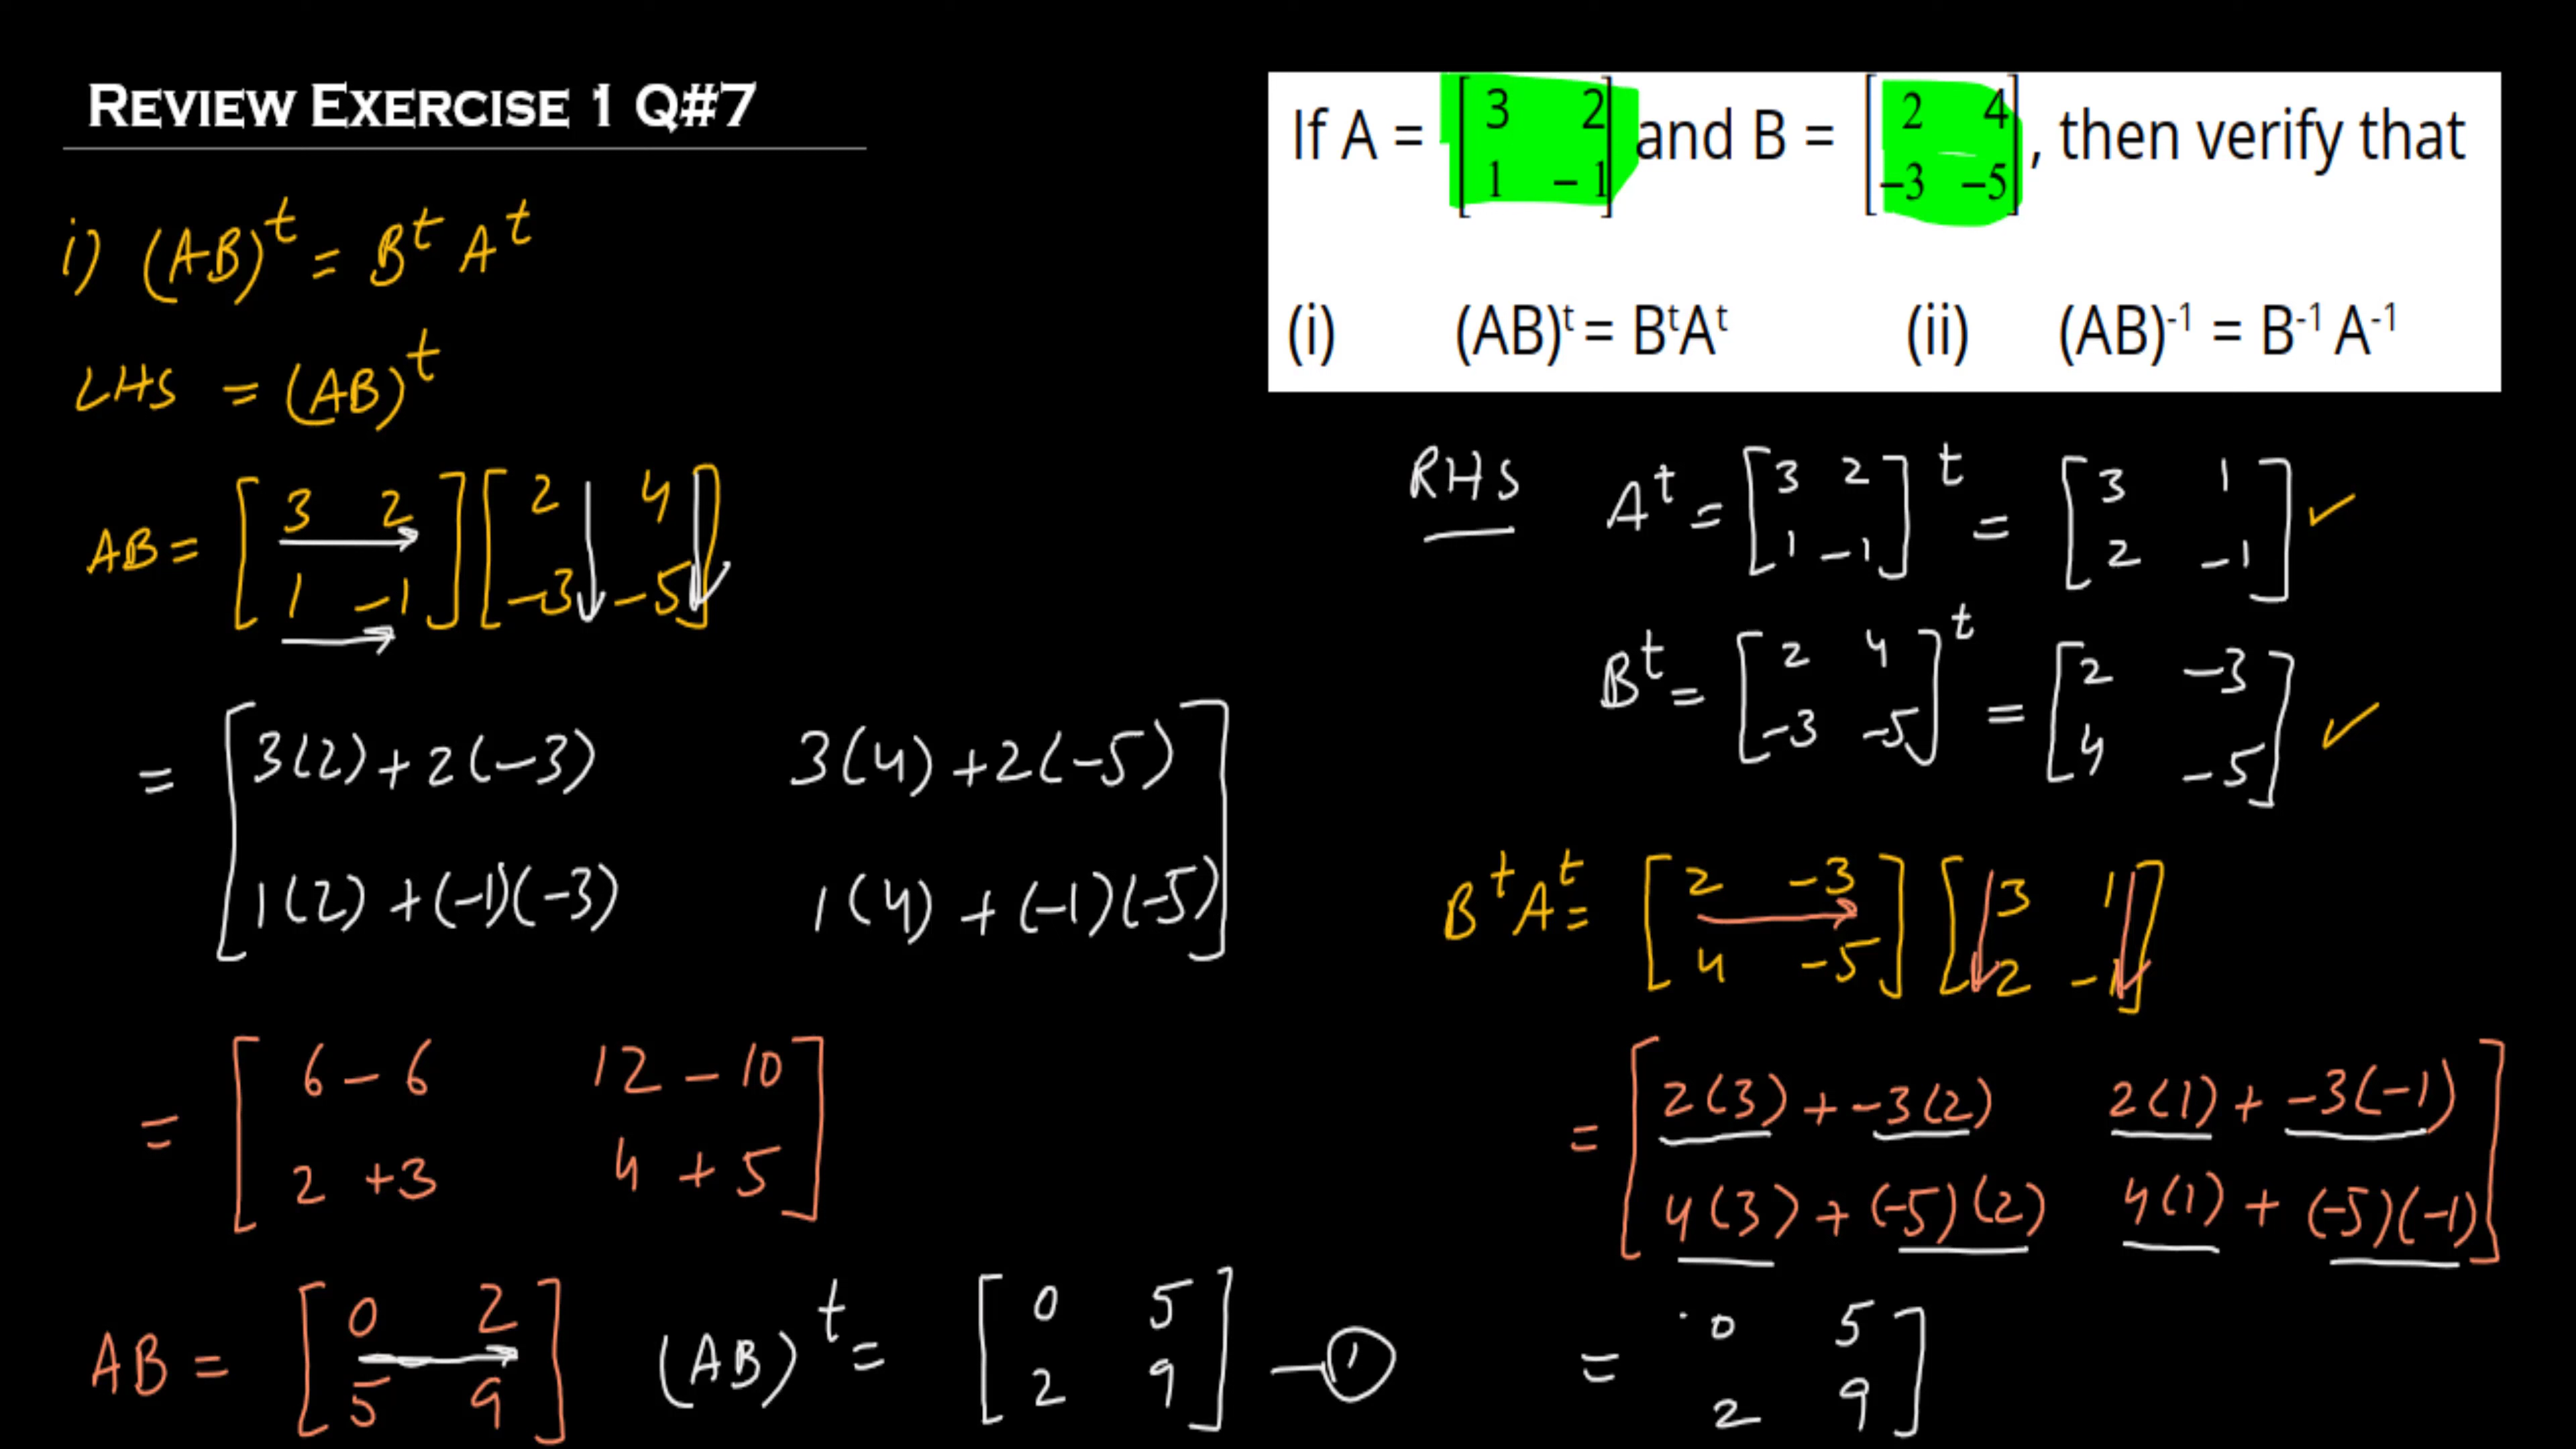 REVIEW EXERCISE 1 Q#7
If A = [3 2 and B = [2 4
1 −1] −3 −5], then verify that
(i) (AB)ᵗ = BᵗAᵗ (ii) (AB)⁻¹ = B⁻¹ A⁻¹
i) (AB)ᵗ = Bᵗ Aᵗ
LHS = (AB)ᵗ
AB = [3 2] [2 4]
[1 −1] [−3 −5]
= [3(2)+2(−3) 3(4)+2(−5)]
[1(2)+(−1)(−3) 1(4)+(−1)(−5)]
= [6−6 12−10]
[2+3 4+5]
AB = [0 2] (AB)ᵗ = [0 5] —①
[5 9] [2 9]
RHS Aᵗ = [3 2]ᵗ = [3 1] ✓
[1 −1] [2 −1]
Bᵗ = [2 4]ᵗ = [2 −3] ✓
[−3 −5] [4 −5]
BᵗAᵗ = [2 −3] [3 1]
[4 −5] [2 −1]
= [2(3)+−3(2) 2(1)+−3(−1)]
[4(3)+(−5)(2) 4(1)+(−5)(−1)]
= 0 5]
2 9]